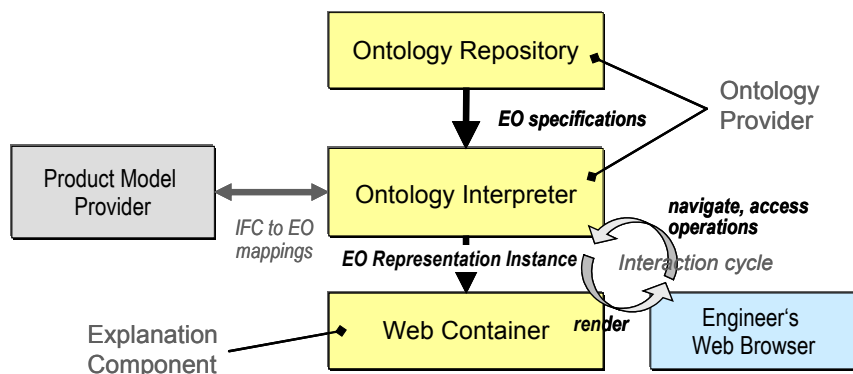 Ontology Repository
EO specifications
Ontology
Provider
Product Model
Provider
Ontology Interpreter
IFC to EO
mappings
navigate, access
operations
EO Representation Instance
Interaction cycle
render
Web Container
Engineer‘s
Web Browser
Explanation
Component